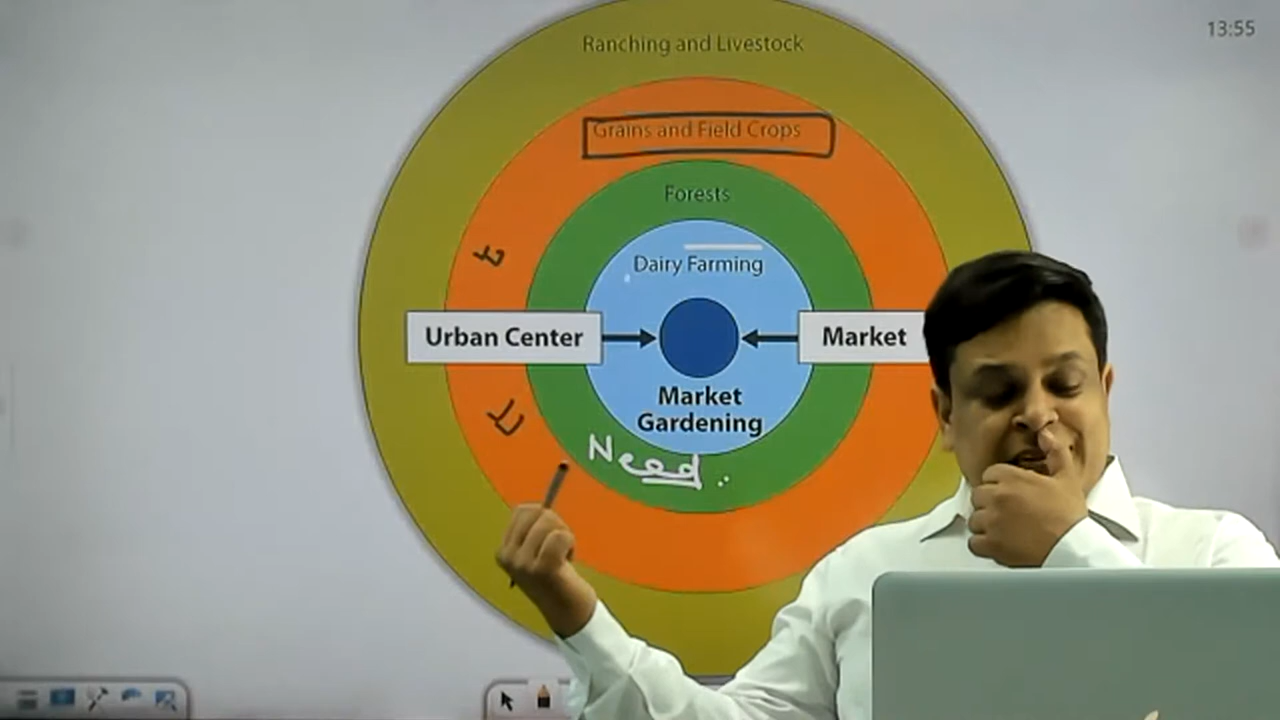 13:55
Ranching and Livestock
Grains and Field Crops
Forests
Dairy Farming
Urban Center
Market
Market
Gardening
Need..